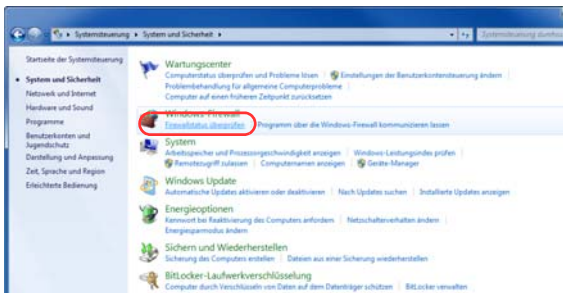 Systemsteuerung ▸ System und Sicherheit ▸
Systemsteuerung durchsu
Startseite der Systemsteuerung
System und Sicherheit
Netzwerk und Internet
Hardware und Sound
Programme
Benutzerkonten und
Jugendschutz
Darstellung und Anpassung
Zeit, Sprache und Region
Erleichterte Bedienung
Wartungscenter
Computerstatus überprüfen und Probleme lösen | Einstellungen der Benutzerkontensteuerung ändern
Problembehandlung für allgemeine Computerprobleme
Computer auf einen früheren Zeitpunkt zurücksetzen
Windows-Firewall
Firewallstatus überprüfen | Programm über die Windows-Firewall kommunizieren lassen
System
Arbeitsspeicher und Prozessorgeschwindigkeit anzeigen | Windows-Leistungsindex prüfen
Remotezugriff zulassen | Computernamen anzeigen | Geräte-Manager
Windows Update
Automatische Updates aktivieren oder deaktivieren | Nach Updates suchen | Installierte Updates anzeigen
Energieoptionen
Kennwort bei Reaktivierung des Computers anfordern | Netzschalterverhalten ändern
Energiesparmodus ändern
Sichern und Wiederherstellen
Sicherung des Computers erstellen | Dateien aus einer Sicherung wiederherstellen
BitLocker-Laufwerkverschlüsselung
Computer durch Verschlüsseln von Daten auf dem Datenträger schützen | BitLocker verwalten